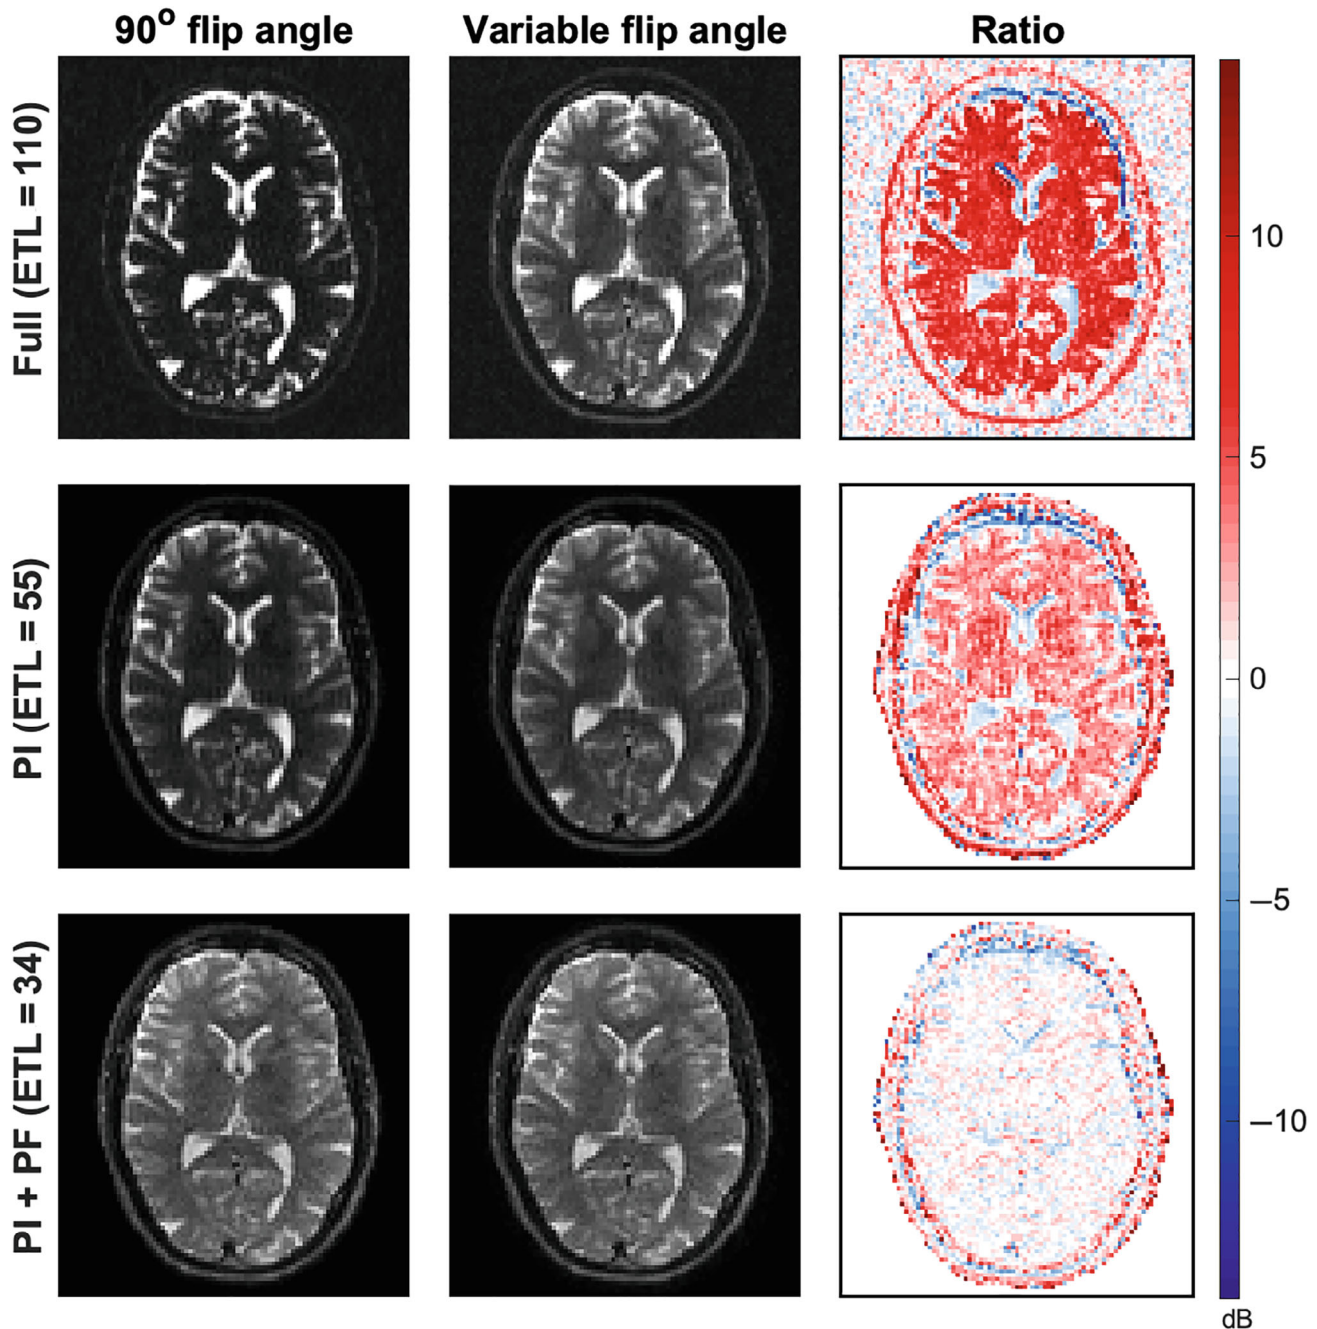 90° flip angle
Variable flip angle
Ratio
Full (ETL = 110)
PI (ETL = 55)
PI + PF (ETL = 34)
10
5
0
−5
−10
dB